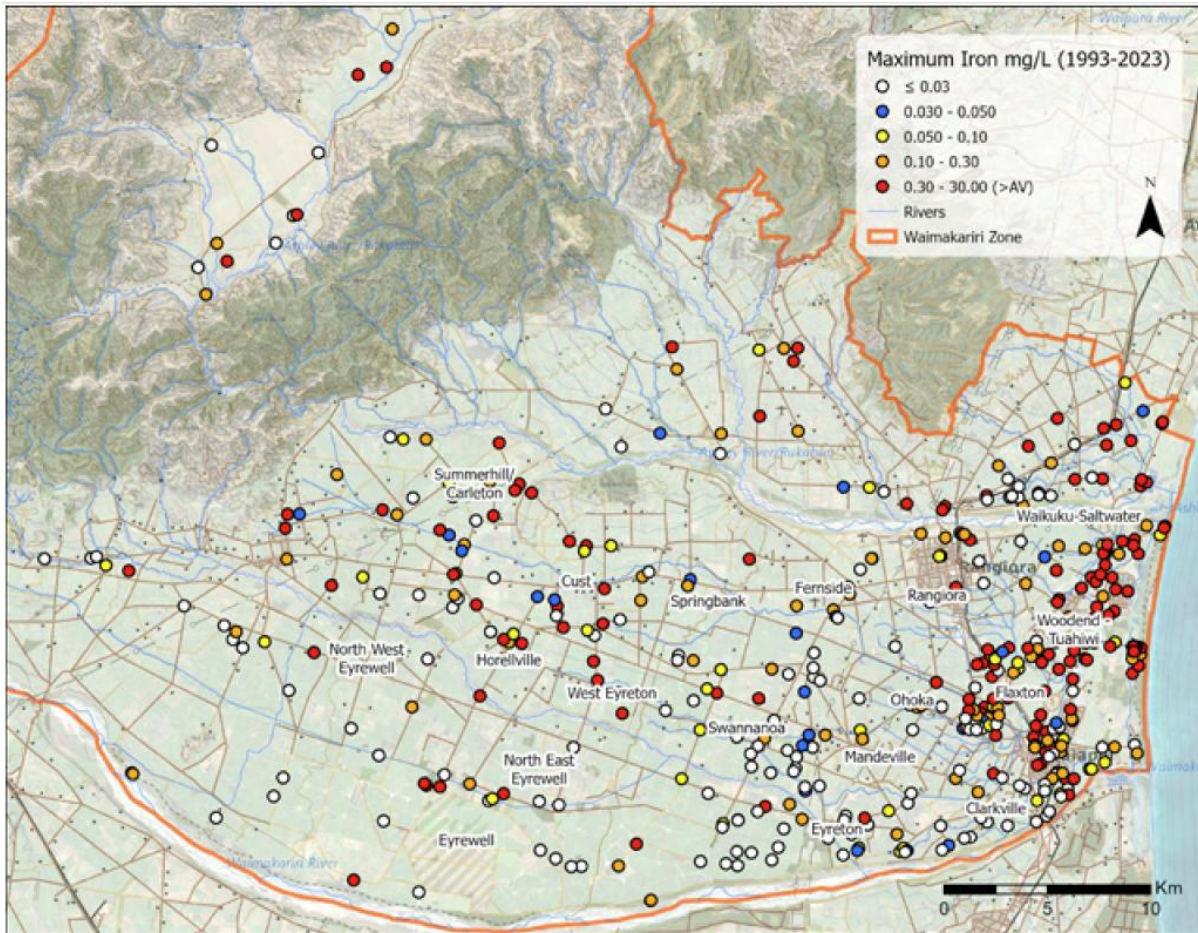 Waipara River
Maximum Iron mg/L (1993-2023)
≤ 0.03
0.030 - 0.050
0.050 - 0.10
0.10 - 0.30
0.30 - 30.00 (>AV)
Rivers
Waimakariri Zone
N
Summerhill/
Carleton
Waikuku-Saltwater
Cust
Springbank
Fernside
Rangiora
Rangiora
Woodend -
Tuahiwi
North West
Eyrewell
Horellville
West Eyreton
Ohoka
Flaxton
Swannanoa
Mandeville
North East
Eyrewell
Clarkville
Eyrewell
Eyreton
Waimakariri River
Km
0 5 10